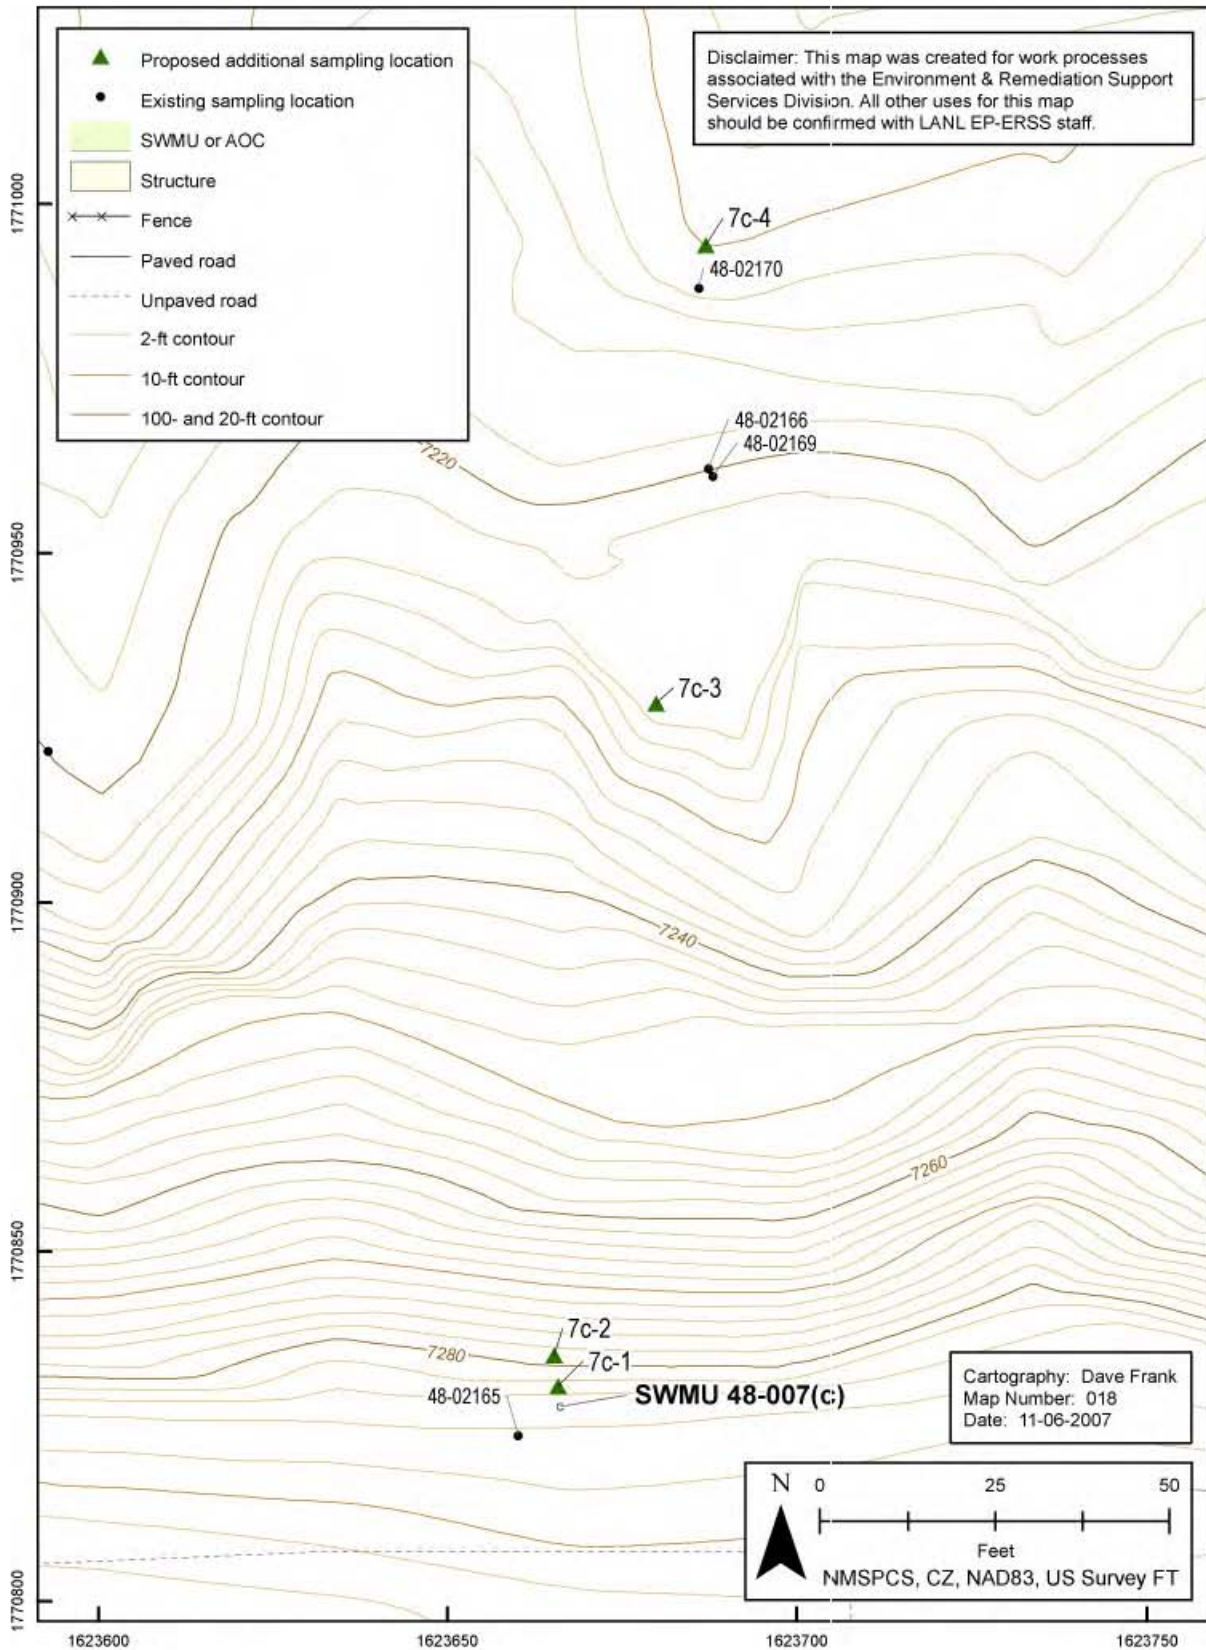 Proposed additional sampling location
Existing sampling location
SWMU or AOC
Structure
Fence
Paved road
Unpaved road
2-ft contour
10-ft contour
100- and 20-ft contour
Disclaimer: This map was created for work processes
associated with the Environment & Remediation Support
Services Division. All other uses for this map
should be confirmed with LANL EP-ERSS staff.
1771000
7c-4
48-02170
48-02166
48-02169
7220
1770950
7c-3
1770900
7240
7260
1770850
7c-2
7280
7c-1
48-02165
SWMU 48-007(c)
Cartography: Dave Frank
Map Number: 018
Date: 11-06-2007
N
0 25 50
Feet
NMSPCS, CZ, NAD83, US Survey FT
1770800
1623600
1623650
1623700
1623750